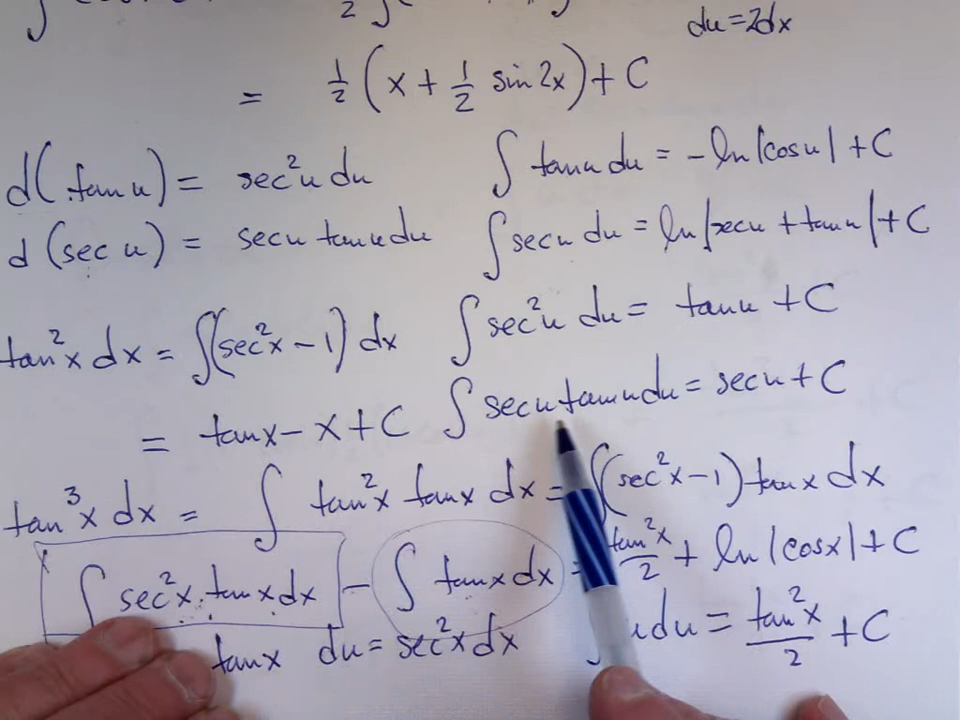 1/2 ∫ du = 2dx
= 1/2 (x + 1/2 sin 2x) + C
d(tan u) = sec²u du ∫ tan u du = -ln|cos u| + C
d(sec u) = sec u tan u du ∫ sec u du = ln|sec u + tan u| + C
tan²x dx = ∫(sec²x - 1) dx ∫ sec²u du = tan u + C
= tan x - x + C ∫ sec u tan u du = sec u + C
tan³x dx = ∫ tan²x tan x dx = ∫(sec²x - 1) tan x dx
∫ sec²x · tan x dx - ∫ tan x dx = tan²x/2 + ln|cos x| + C
tan x du = sec²x dx ∫ u du = tan²x/2 + C